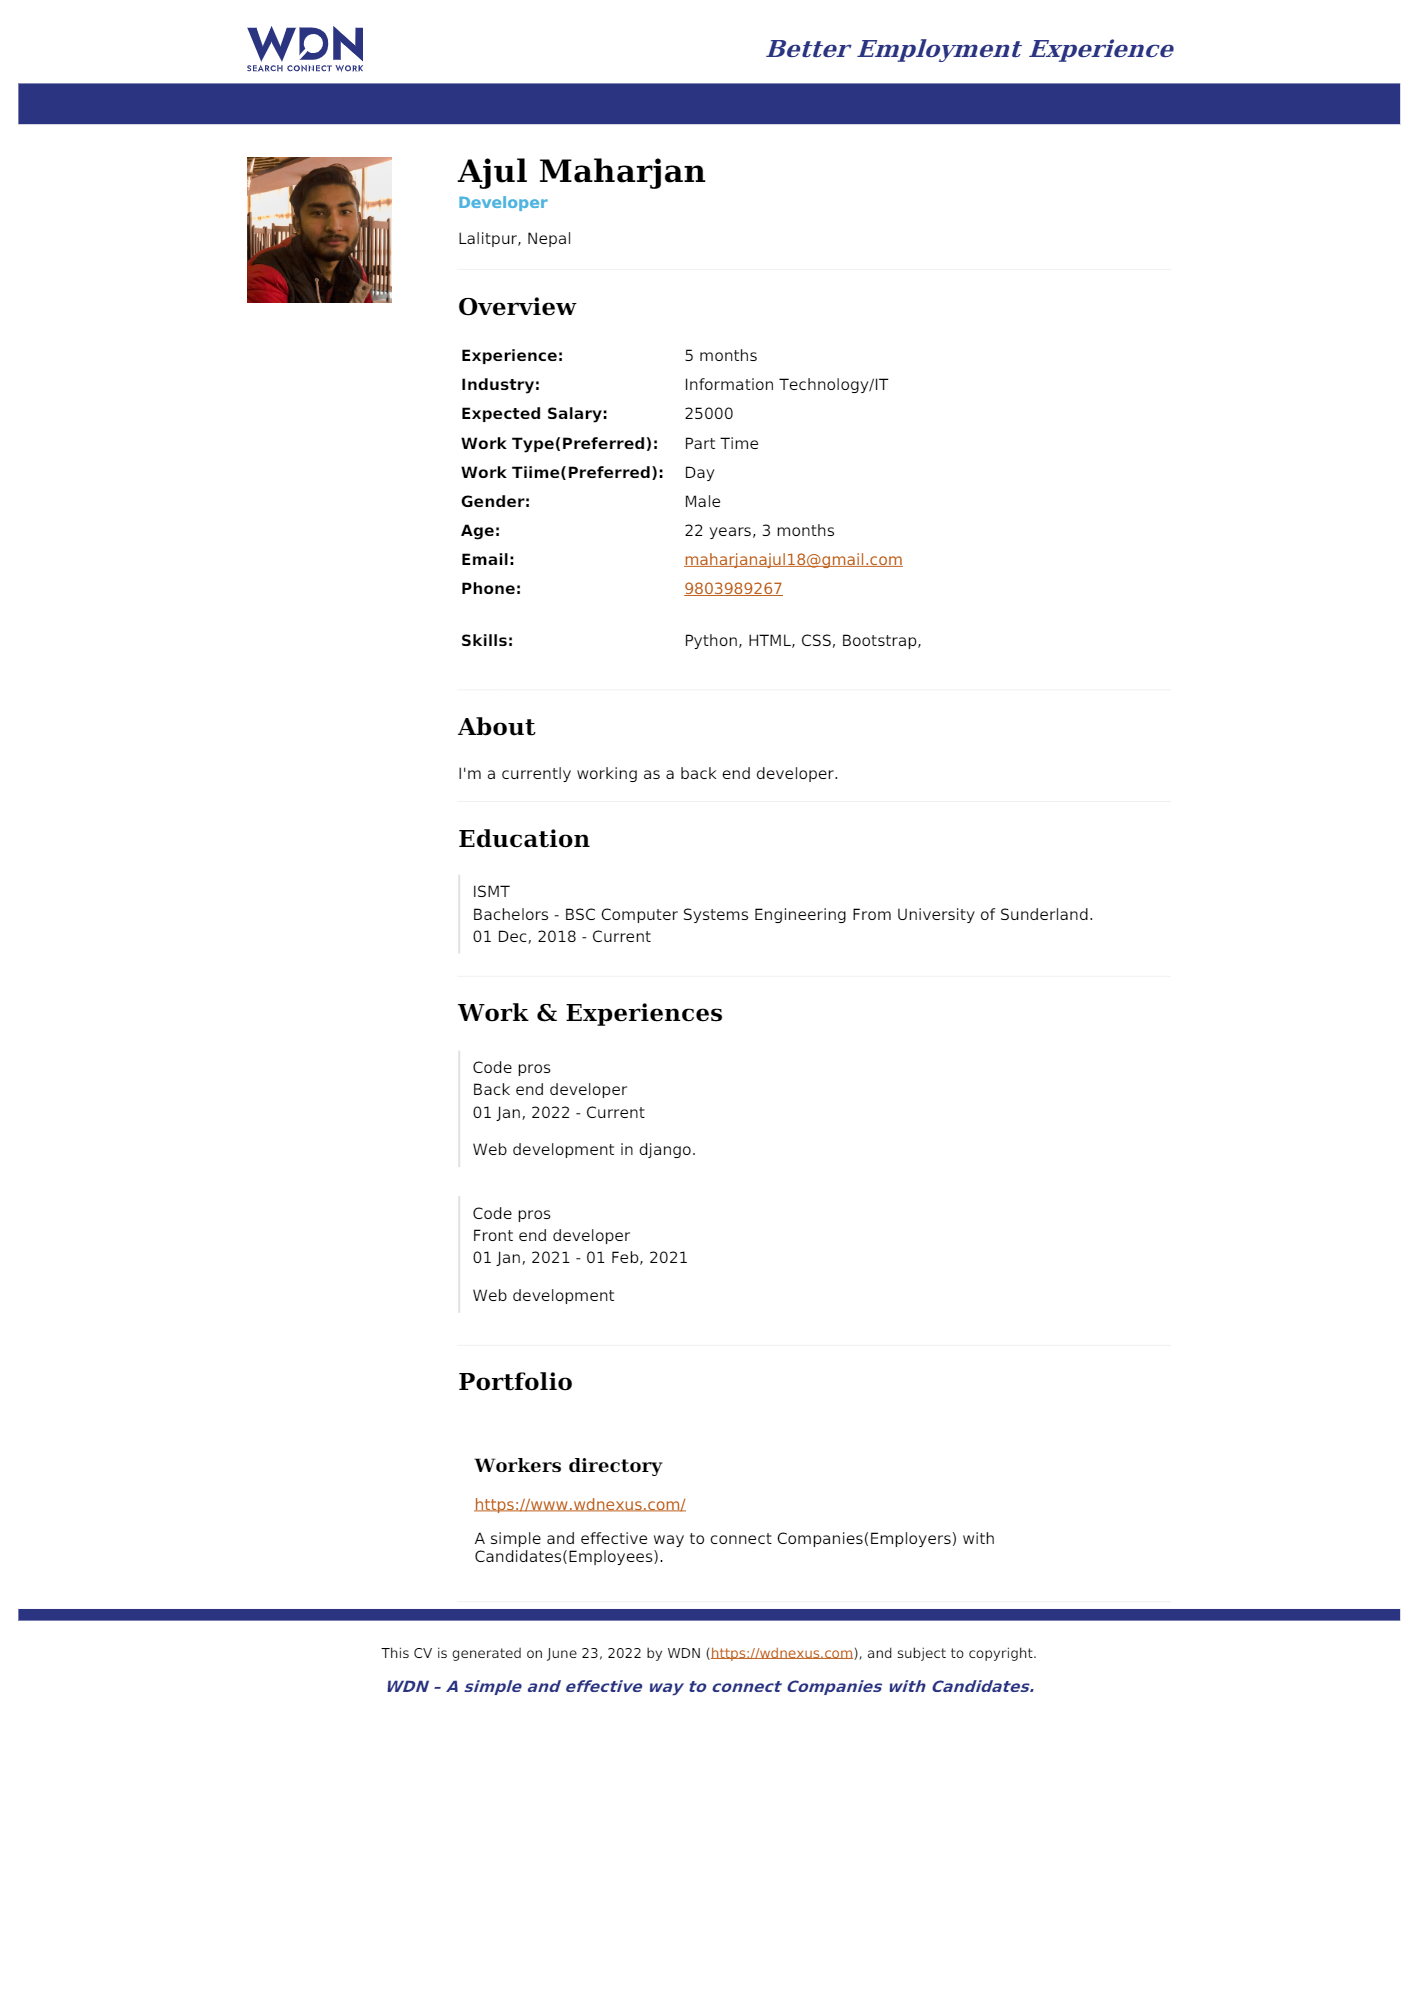 WDN
SEARCH CONNECT WORK
Better Employment Experience
Ajul Maharjan
Developer
Lalitpur, Nepal
Overview
Experience: 5 months
Industry: Information Technology/IT
Expected Salary: 25000
Work Type(Preferred): Part Time
Work Tiime(Preferred): Day
Gender: Male
Age: 22 years, 3 months
Email: maharjanajul18@gmail.com
Phone: 9803989267
Skills: Python, HTML, CSS, Bootstrap,
About
I'm a currently working as a back end developer.
Education
ISMT
Bachelors - BSC Computer Systems Engineering From University of Sunderland.
01 Dec, 2018 - Current
Work & Experiences
Code pros
Back end developer
01 Jan, 2022 - Current
Web development in django.
Code pros
Front end developer
01 Jan, 2021 - 01 Feb, 2021
Web development
Portfolio
Workers directory
https://www.wdnexus.com/
A simple and effective way to connect Companies(Employers) with
Candidates(Employees).
This CV is generated on June 23, 2022 by WDN (https://wdnexus.com), and subject to copyright.
WDN – A simple and effective way to connect Companies with Candidates.